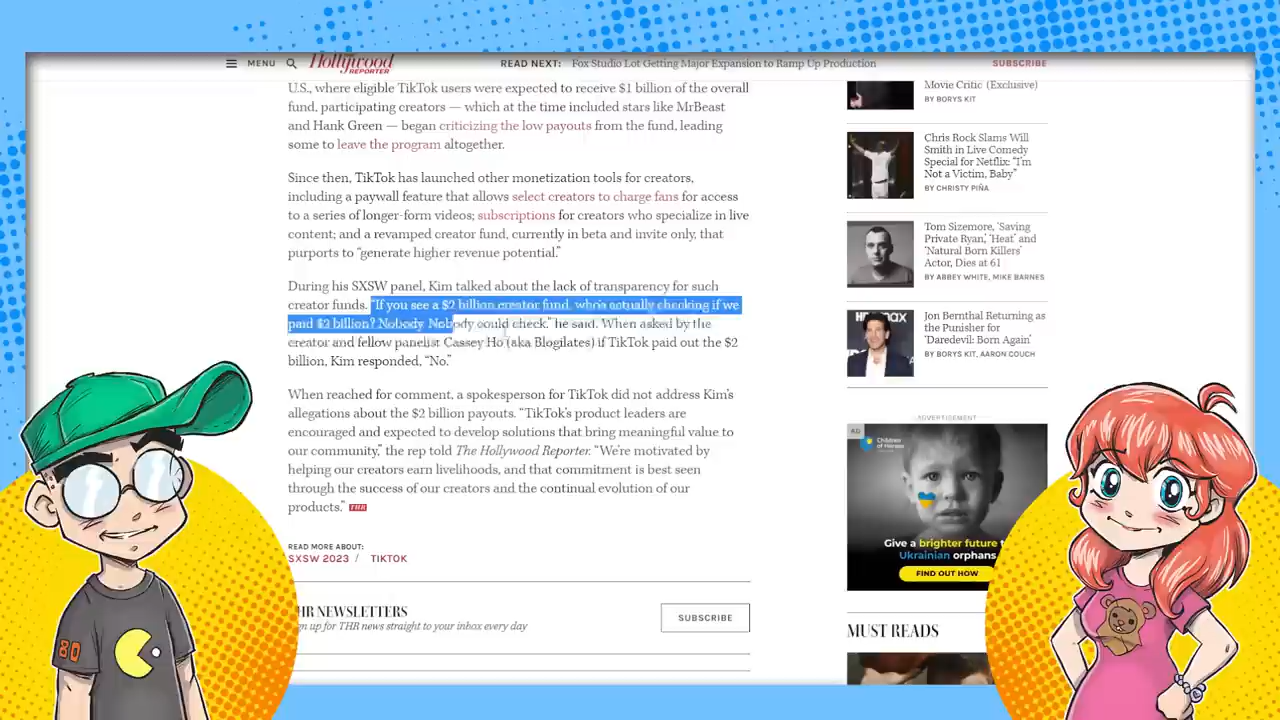 MENU
Hollywood
REPORTER
READ NEXT: Fox Studio Lot Getting Major Expansion to Ramp Up Production
SUBSCRIBE
U.S., where eligible TikTok users were expected to receive $1 billion of the overall
fund, participating creators — which at the time included stars like MrBeast
and Hank Green — began criticizing the low payouts from the fund, leading
some to leave the program altogether.
Since then, TikTok has launched other monetization tools for creators,
including a paywall feature that allows select creators to charge fans for access
to a series of longer-form videos; subscriptions for creators who specialize in live
content; and a revamped creator fund, currently in beta and invite only, that
purports to “generate higher revenue potential.”
During his SXSW panel, Kim talked about the lack of transparency for such
creator funds. “If you see a $2 billion creator fund, who’s actually checking if we
paid $2 billion? Nobody. Nobody could check,” he said. When asked by the
creator and fellow panelist Cassey Ho (aka Blogilates) if TikTok paid out the $2
billion, Kim responded, “No.”
When reached for comment, a spokesperson for TikTok did not address Kim’s
allegations about the $2 billion payouts. “TikTok’s product leaders are
encouraged and expected to develop solutions that bring meaningful value to
our community,” the rep told The Hollywood Reporter. “We’re motivated by
helping our creators earn livelihoods, and that commitment is best seen
through the success of our creators and the continual evolution of our
products.” THR
READ MORE ABOUT:
SXSW 2023 / TIKTOK
HR NEWSLETTERS
gn up for THR news straight to your inbox every day
SUBSCRIBE
Movie Critic (Exclusive)
BY BORYS KIT
Chris Rock Slams Will
Smith in Live Comedy
Special for Netflix: “I’m
Not a Victim, Baby”
BY CHRISTY PIÑA
Tom Sizemore, ‘Saving
Private Ryan,’ ‘Heat’ and
‘Natural Born Killers’
Actor, Dies at 61
BY ABBEY WHITE, MIKE BARNES
HBO
Jon Bernthal Returning as
the Punisher for
‘Daredevil: Born Again’
BY BORYS KIT, AARON COUCH
ADVERTISEMENT
AD
Children of Heroes
Give a brighter future t
Ukrainian orphans
FIND OUT HOW
MUST READS
80